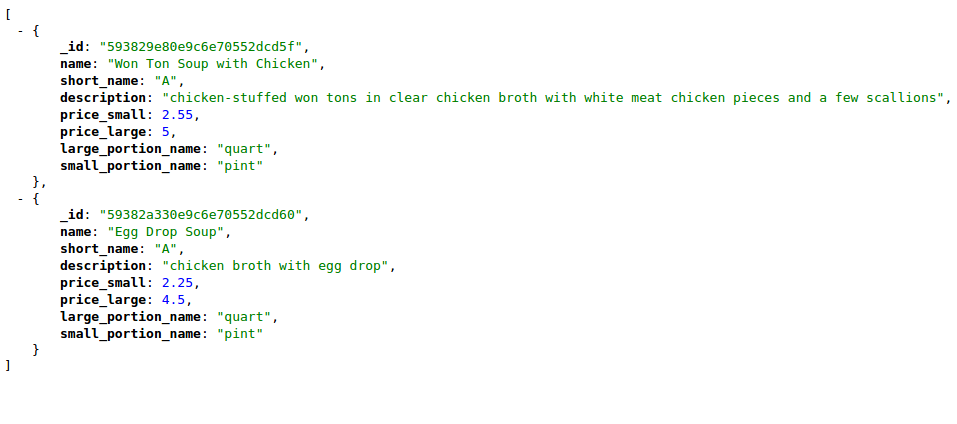 [
- {
_id: "593829e80e9c6e70552dcd5f",
name: "Won Ton Soup with Chicken",
short_name: "A",
description: "chicken-stuffed won tons in clear chicken broth with white meat chicken pieces and a few scallions",
price_small: 2.55,
price_large: 5,
large_portion_name: "quart",
small_portion_name: "pint"
},
- {
_id: "59382a330e9c6e70552dcd60",
name: "Egg Drop Soup",
short_name: "A",
description: "chicken broth with egg drop",
price_small: 2.25,
price_large: 4.5,
large_portion_name: "quart",
small_portion_name: "pint"
}
]